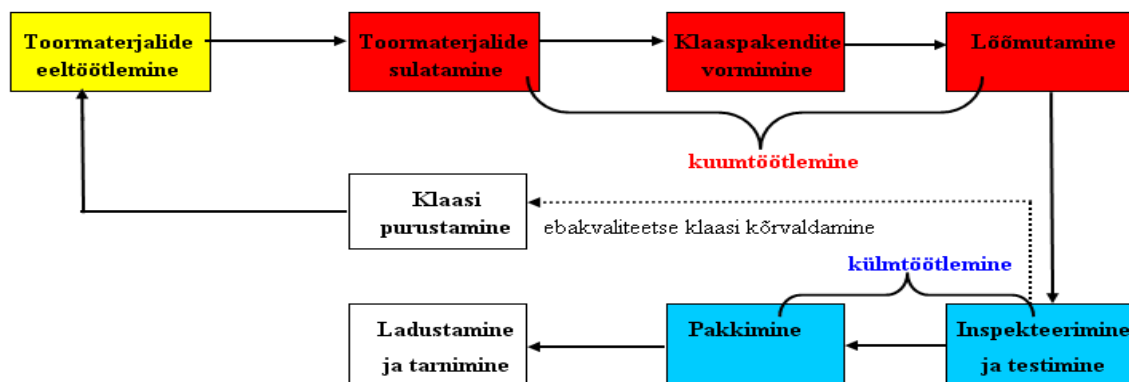 Toormaterjalide
eeltöötlemine
Toormaterjalide
sulatamine
Klaaspakendite
vormimine
Lõõmutamine
kuumtöötlemine
Klaasi
purustamine
ebakvaliteetse klaasi kõrvaldamine
külmtöötlemine
Ladustamine
ja tarnimine
Pakkimine
Inspekteerimine
ja testimine